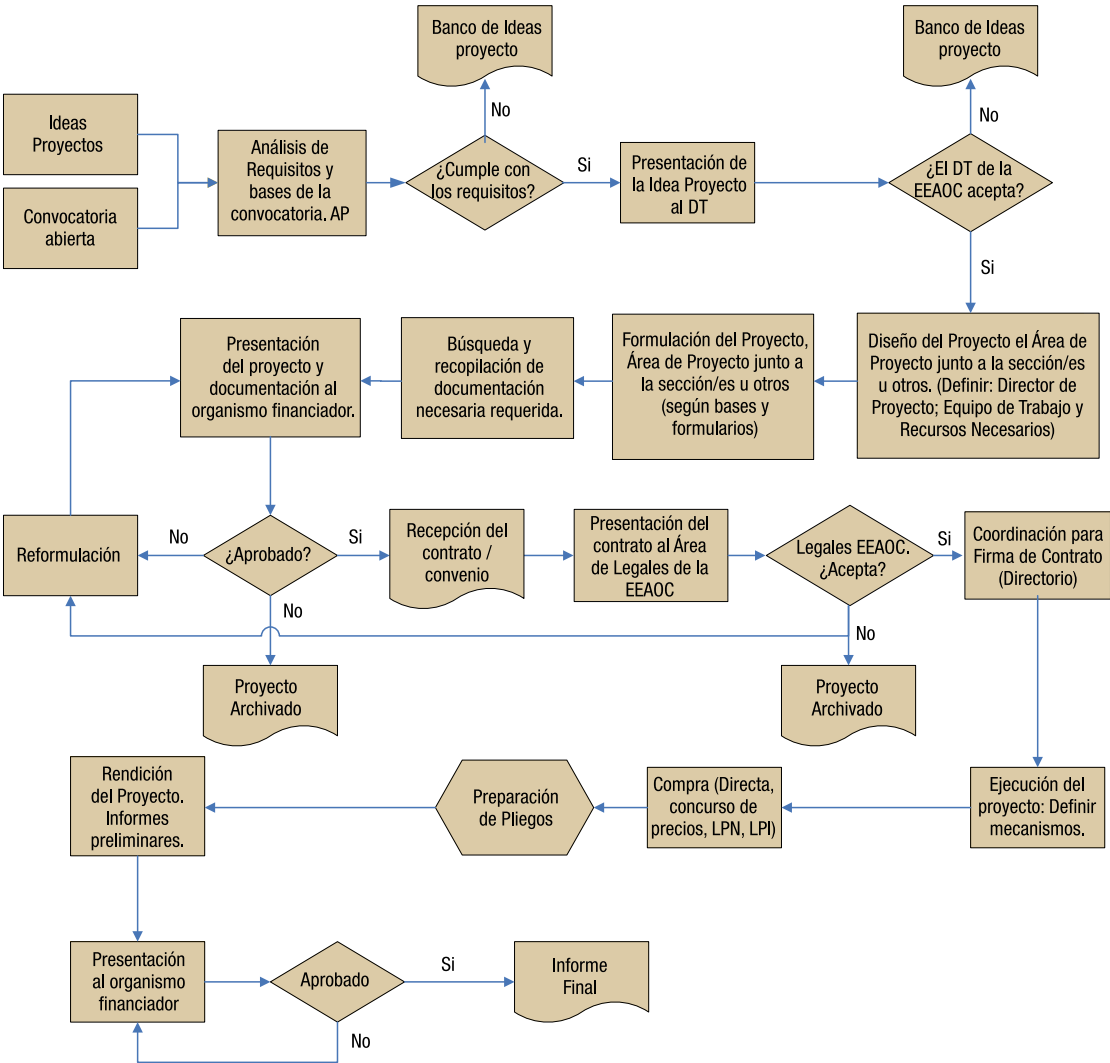 Banco de Ideas
proyecto
Banco de Ideas
proyecto
No
No
Ideas
Proyectos
Convocatoria
abierta
Análisis de
Requisitos y
bases de la
convocatoria. AP
¿Cumple con
los requisitos?
Si
Presentación de
la Idea Proyecto
al DT
¿El DT de la
EEAOC acepta?
Si
Presentación
del proyecto y
documentación al
organismo financiador.
Búsqueda y
recopilación de
documentación
necesaria requerida.
Formulación del Proyecto,
Área de Proyecto junto a
la sección/es u otros
(según bases y
formularios)
Diseño del Proyecto el Área de
Proyecto junto a la sección/es
u otros. (Definir: Director de
Proyecto; Equipo de Trabajo y
Recursos Necesarios)
Reformulación
No
¿Aprobado?
Si
Recepción del
contrato /
convenio
Presentación del
contrato al Área
de Legales de la
EEAOC
Legales EEAOC.
¿Acepta?
Si
Coordinación para
Firma de Contrato
(Directorio)
No
No
Proyecto
Archivado
Proyecto
Archivado
Rendición
del Proyecto.
Informes
preliminares.
Preparación
de Pliegos
Compra (Directa,
concurso de
precios, LPN, LPI)
Ejecución del
proyecto: Definir
mecanismos.
Presentación
al organismo
financiador
Aprobado
Si
Informe
Final
No